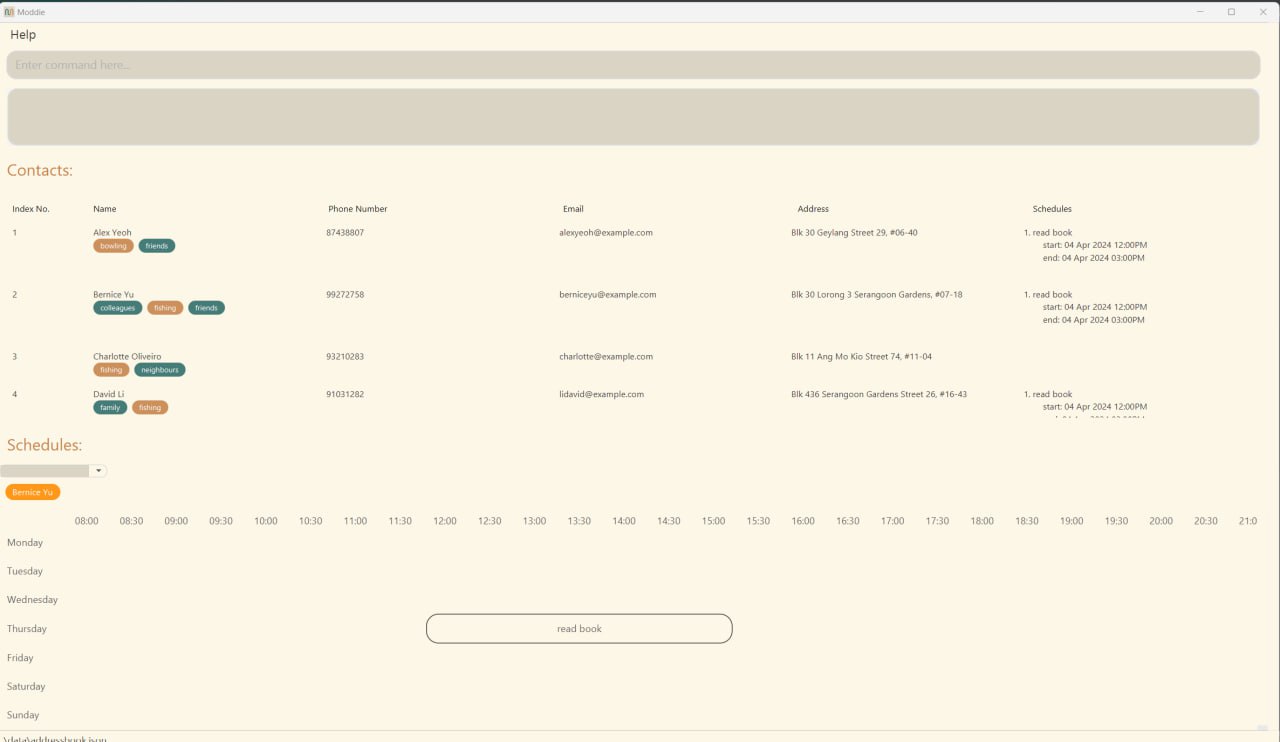 Moddie
Help
Enter command here...
Contacts:
Index No. Name Phone Number Email Address Schedules
1 Alex Yeoh 87438807 alexyeoh@example.com Blk 30 Geylang Street 29, #06-40 1. read book
bowling friends start: 04 Apr 2024 12:00PM
end: 04 Apr 2024 03:00PM
2 Bernice Yu 99272758 berniceyu@example.com Blk 30 Lorong 3 Serangoon Gardens, #07-18 1. read book
colleagues fishing friends start: 04 Apr 2024 12:00PM
end: 04 Apr 2024 03:00PM
3 Charlotte Oliveiro 93210283 charlotte@example.com Blk 11 Ang Mo Kio Street 74, #11-04
fishing neighbours
4 David Li 91031282 lidavid@example.com Blk 436 Serangoon Gardens Street 26, #16-43 1. read book
family fishing start: 04 Apr 2024 12:00PM
Schedules:
Bernice Yu
08:00 08:30 09:00 09:30 10:00 10:30 11:00 11:30 12:00 12:30 13:00 13:30 14:00 14:30 15:00 15:30 16:00 16:30 17:00 17:30 18:00 18:30 19:00 19:30 20:00 20:30 21:0
Monday
Tuesday
Wednesday
Thursday read book
Friday
Saturday
Sunday
\data\addressbook.json